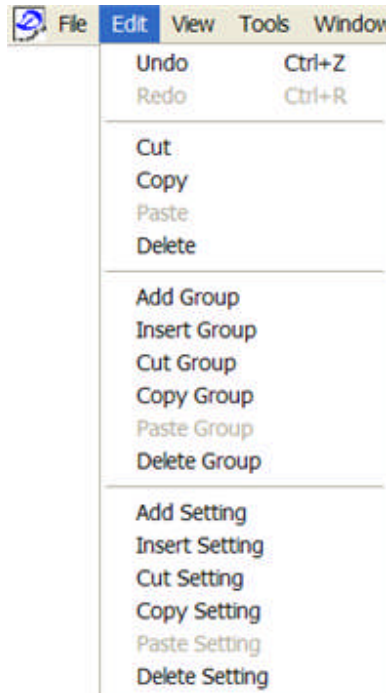 File Edit View Tools Window
Undo Ctrl+Z
Redo Ctrl+R
Cut
Copy
Paste
Delete
Add Group
Insert Group
Cut Group
Copy Group
Paste Group
Delete Group
Add Setting
Insert Setting
Cut Setting
Copy Setting
Paste Setting
Delete Setting